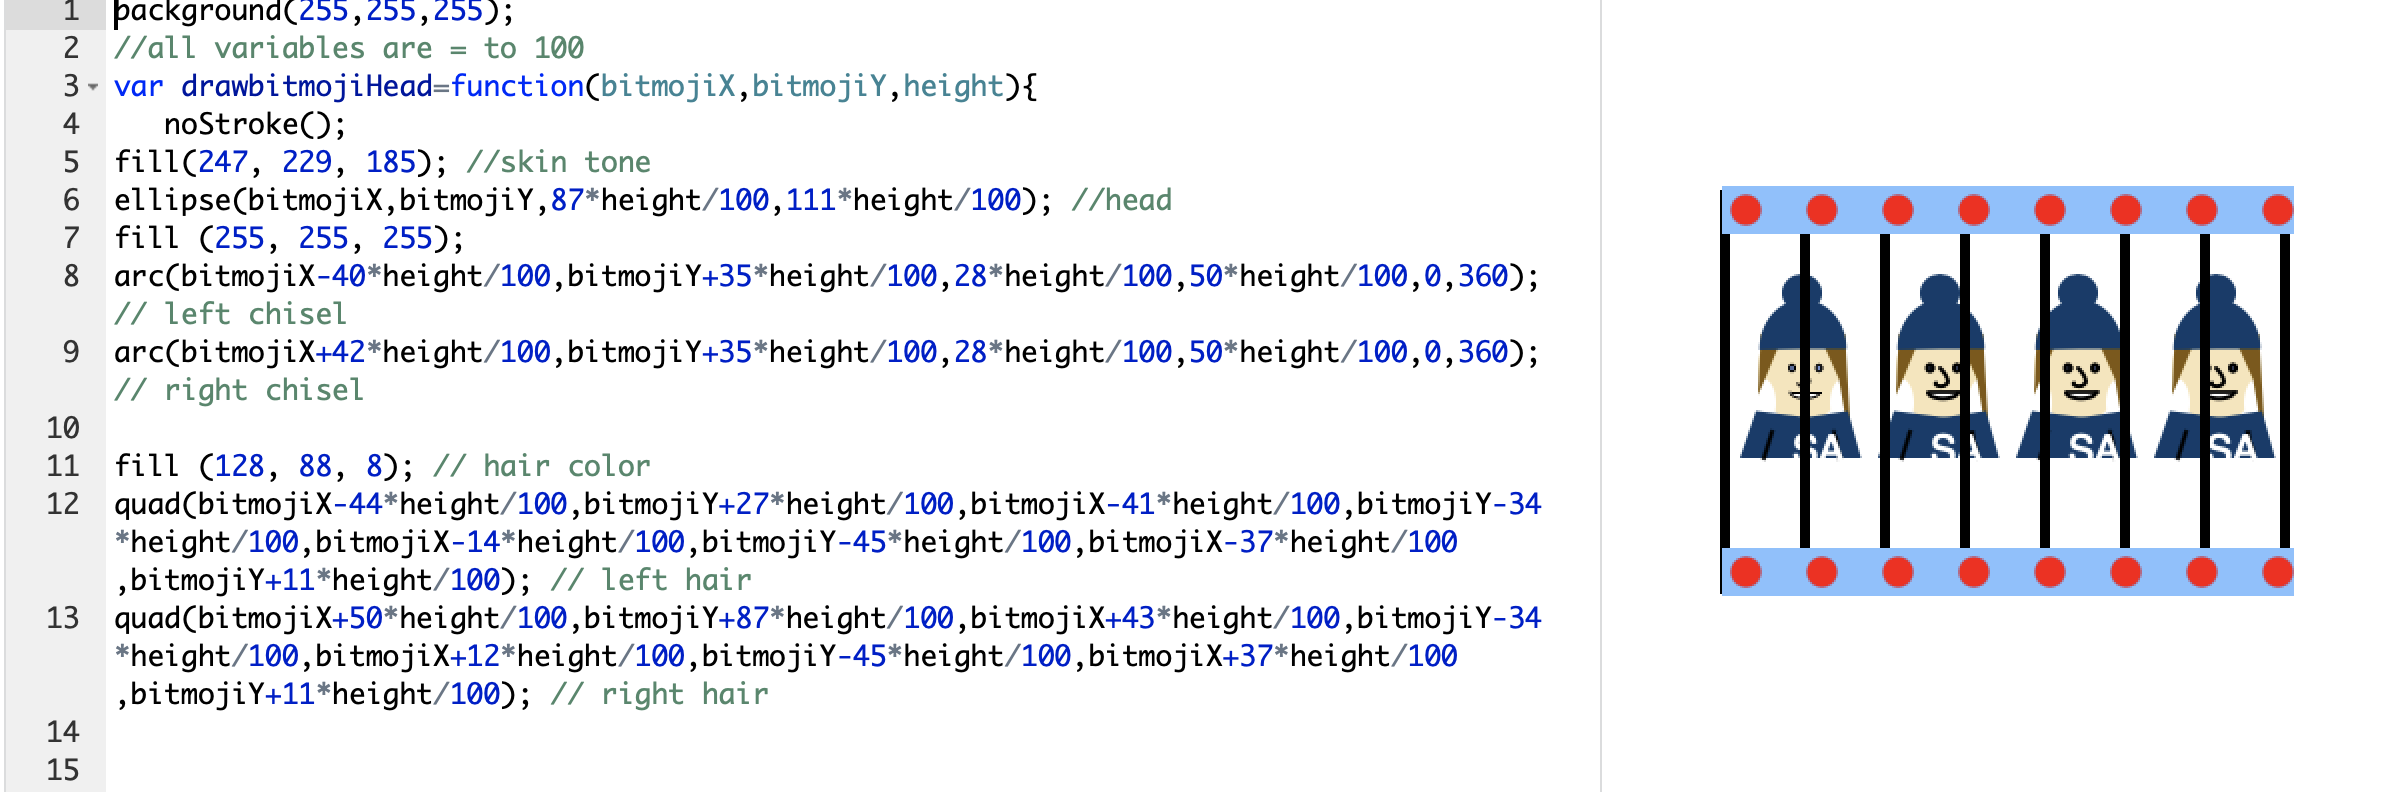 1 background(255,255,255);
2 //all variables are = to 100
3 var drawbitmojiHead=function(bitmojiX,bitmojiY,height){
4 noStroke();
5 fill(247, 229, 185); //skin tone
6 ellipse(bitmojiX,bitmojiY,87*height/100,111*height/100); //head
7 fill (255, 255, 255);
8 arc(bitmojiX-40*height/100,bitmojiY+35*height/100,28*height/100,50*height/100,0,360);
// left chisel
9 arc(bitmojiX+42*height/100,bitmojiY+35*height/100,28*height/100,50*height/100,0,360);
// right chisel
10
11 fill (128, 88, 8); // hair color
12 quad(bitmojiX-44*height/100,bitmojiY+27*height/100,bitmojiX-41*height/100,bitmojiY-34
*height/100,bitmojiX-14*height/100,bitmojiY-45*height/100,bitmojiX-37*height/100
,bitmojiY+11*height/100); // left hair
13 quad(bitmojiX+50*height/100,bitmojiY+87*height/100,bitmojiX+43*height/100,bitmojiY-34
*height/100,bitmojiX+12*height/100,bitmojiY-45*height/100,bitmojiX+37*height/100
,bitmojiY+11*height/100); // right hair
14
15
SA SA SA SA